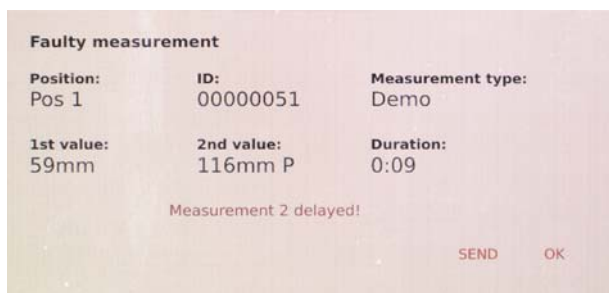 Faulty measurement
Position: ID: Measurement type:
Pos 1 00000051 Demo
1st value: 2nd value: Duration:
59mm 116mm P 0:09
Measurement 2 delayed!
SEND OK